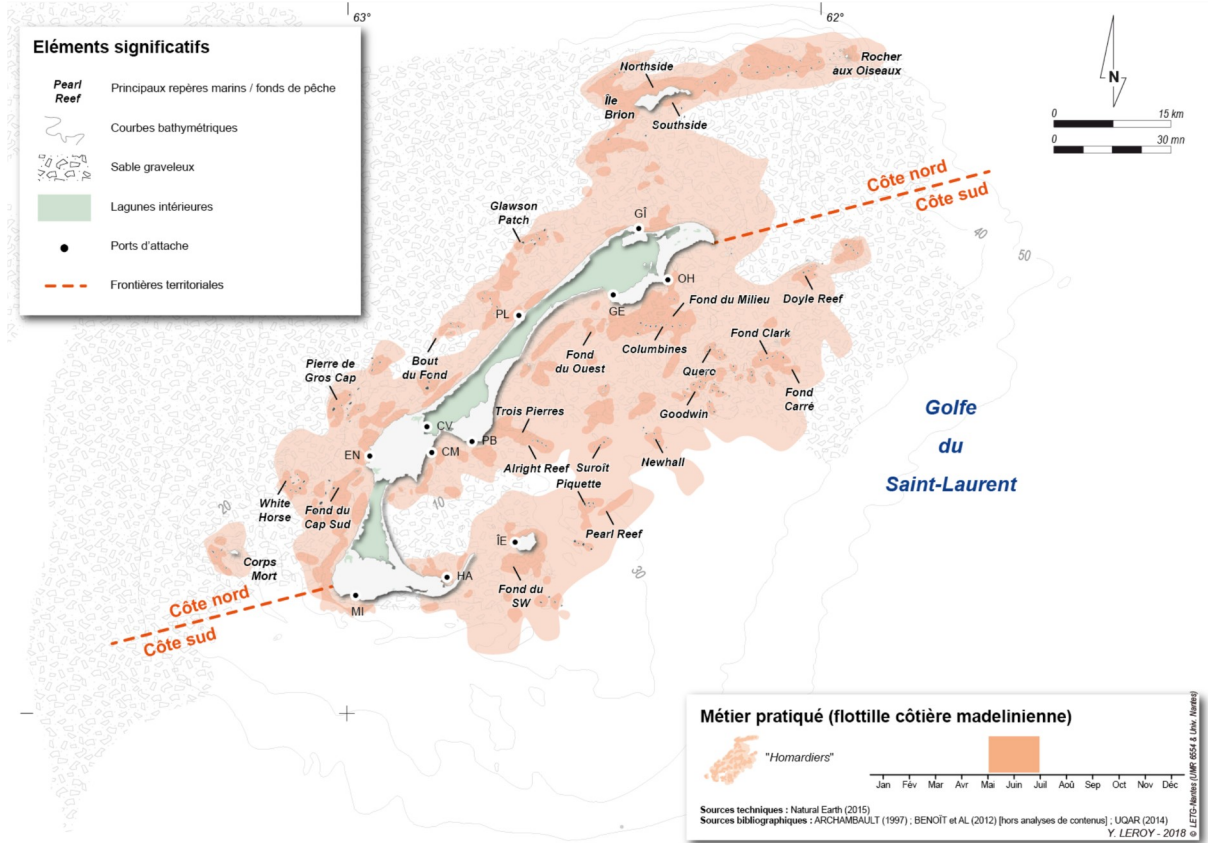 63°
62°
Eléments significatifs
Pearl
Reef
Principaux repères marins / fonds de pêche
Courbes bathymétriques
Sable graveleux
Lagunes intérieures
Ports d'attache
Frontières territoriales
Northside
Rocher
aux Oiseaux
Île
Brion
Southside
N
0 15 km
0 30 mn
Côte nord
Côte sud
Glawson
Patch
GÎ
40
50
OH
GE
Fond du Milieu
Doyle Reef
PL
Columbines
Fond Clark
Bout
du Fond
Fond
du Ouest
Pierre de
Gros Cap
Querc
Fond
Carré
Goodwin
Trois Pierres
Golfe
du
Saint-Laurent
CV
PB
EN
CM
Alright Reef
Suroît
Newhall
Piquette
White
Horse
Fond du
Cap Sud
20
10
Pearl Reef
ÎE
Corps
Mort
30
HA
Fond du
SW
MI
Côte nord
Côte sud
Métier pratiqué (flottille côtière madelinienne)
"Homardiers"
Jan Fév Mar Avr Mai Juin Juil Aoû Sep Oct Nov Déc
Sources techniques : Natural Earth (2015)
Sources bibliographiques : ARCHAMBAULT (1997) ; BENOÎT et AL (2012) [hors analyses de contenus] ; UQAR (2014)
Y. LEROY - 2018
© LETG-Nantes (UMR 6554 & Univ. Nantes)